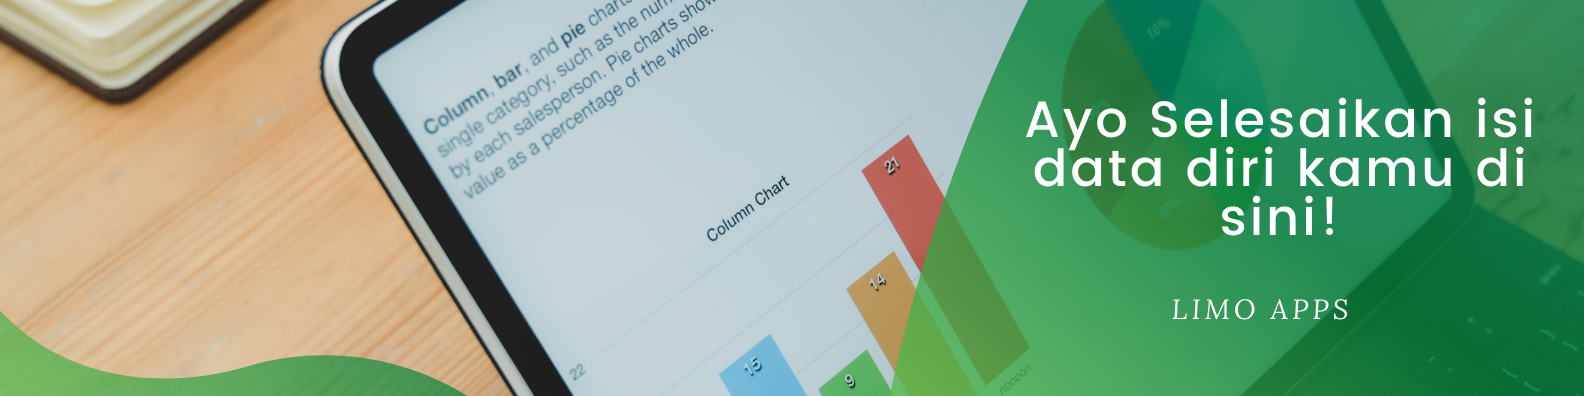 Column, bar, and pie charts
single category, such as the num
by each salesperson. Pie charts show
value as a percentage of the whole.
Column Chart
21
14
15
9
22
16%
Ayo Selesaikan isi
data diri kamu di
sini!
LIMO APPS